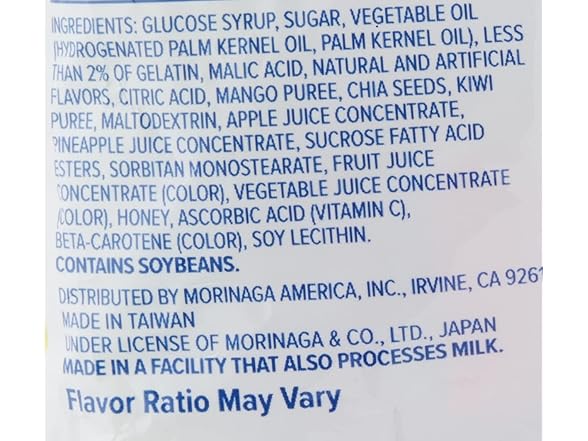 INGREDIENTS: GLUCOSE SYRUP, SUGAR, VEGETABLE OIL
(HYDROGENATED PALM KERNEL OIL, PALM KERNEL OIL), LESS
THAN 2% OF GELATIN, MALIC ACID, NATURAL AND ARTIFICIAL
FLAVORS, CITRIC ACID, MANGO PUREE, CHIA SEEDS, KIWI
PUREE, MALTODEXTRIN, APPLE JUICE CONCENTRATE,
PINEAPPLE JUICE CONCENTRATE, SUCROSE FATTY ACID
ESTERS, SORBITAN MONOSTEARATE, FRUIT JUICE
CONCENTRATE (COLOR), VEGETABLE JUICE CONCENTRATE
(COLOR), HONEY, ASCORBIC ACID (VITAMIN C),
BETA-CAROTENE (COLOR), SOY LECITHIN.
CONTAINS SOYBEANS.
DISTRIBUTED BY MORINAGA AMERICA, INC., IRVINE, CA
MADE IN TAIWAN
UNDER LICENSE OF MORINAGA & CO., LTD., JAPAN
MADE IN A FACILITY THAT ALSO PROCESSES MILK.
Flavor Ratio May Vary